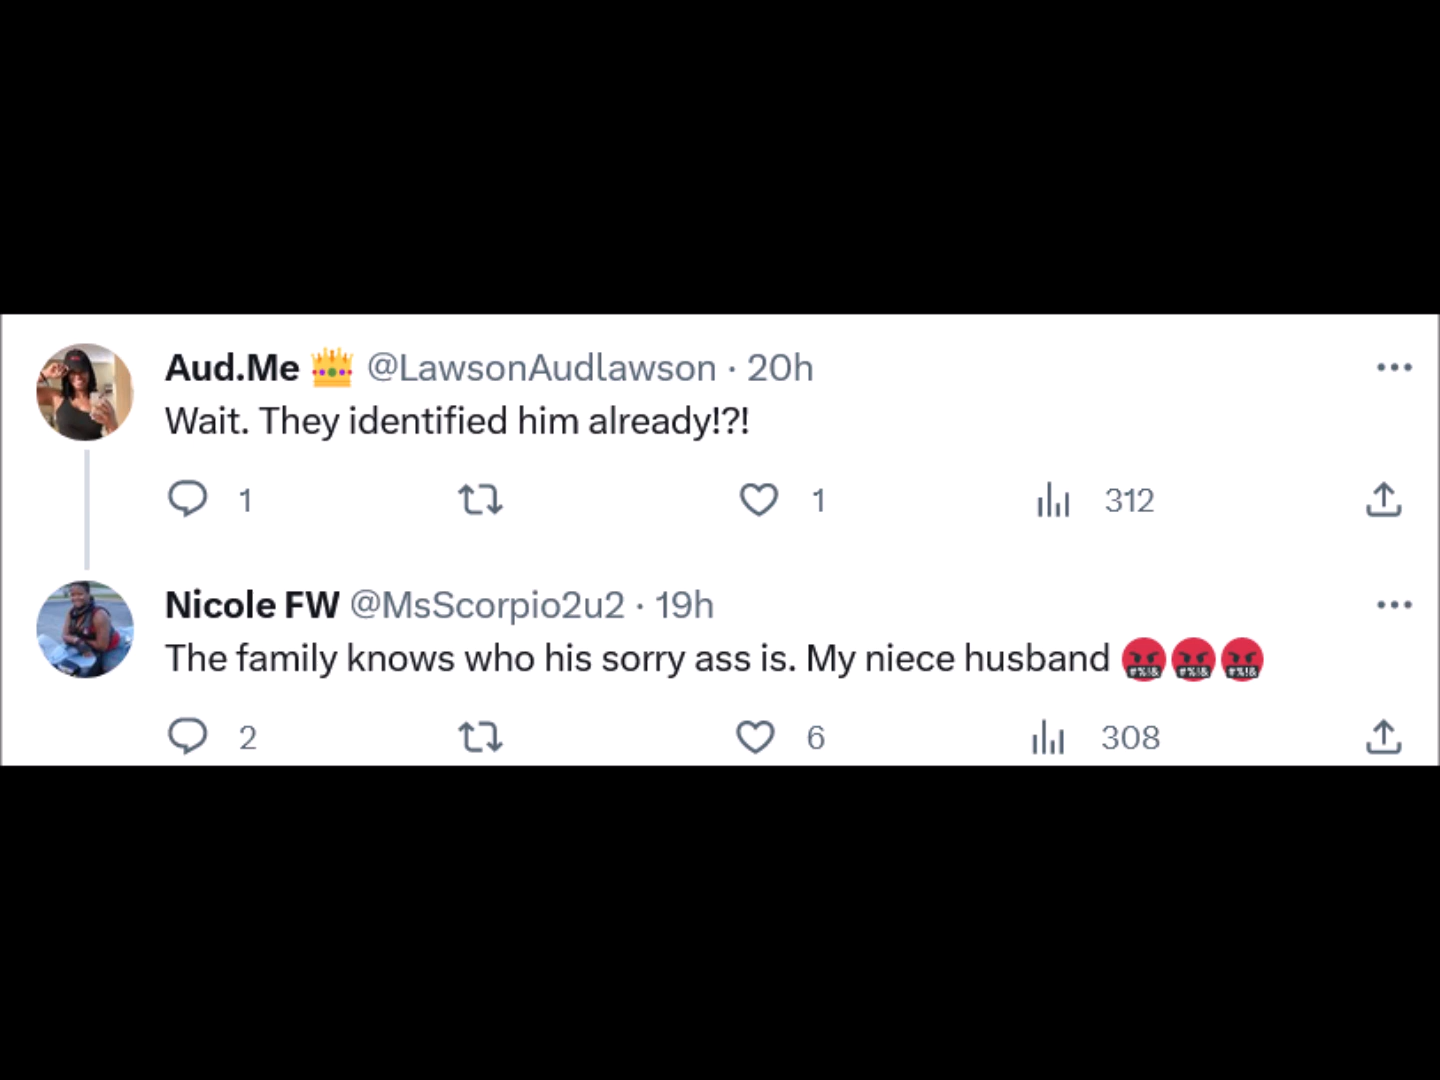 Aud.Me 👑 @LawsonAudlawson · 20h
Wait. They identified him already!?!
1 1 312
Nicole FW @MsScorpio2u2 · 19h
The family knows who his sorry ass is. My niece husband 🤬🤬🤬
2 6 308